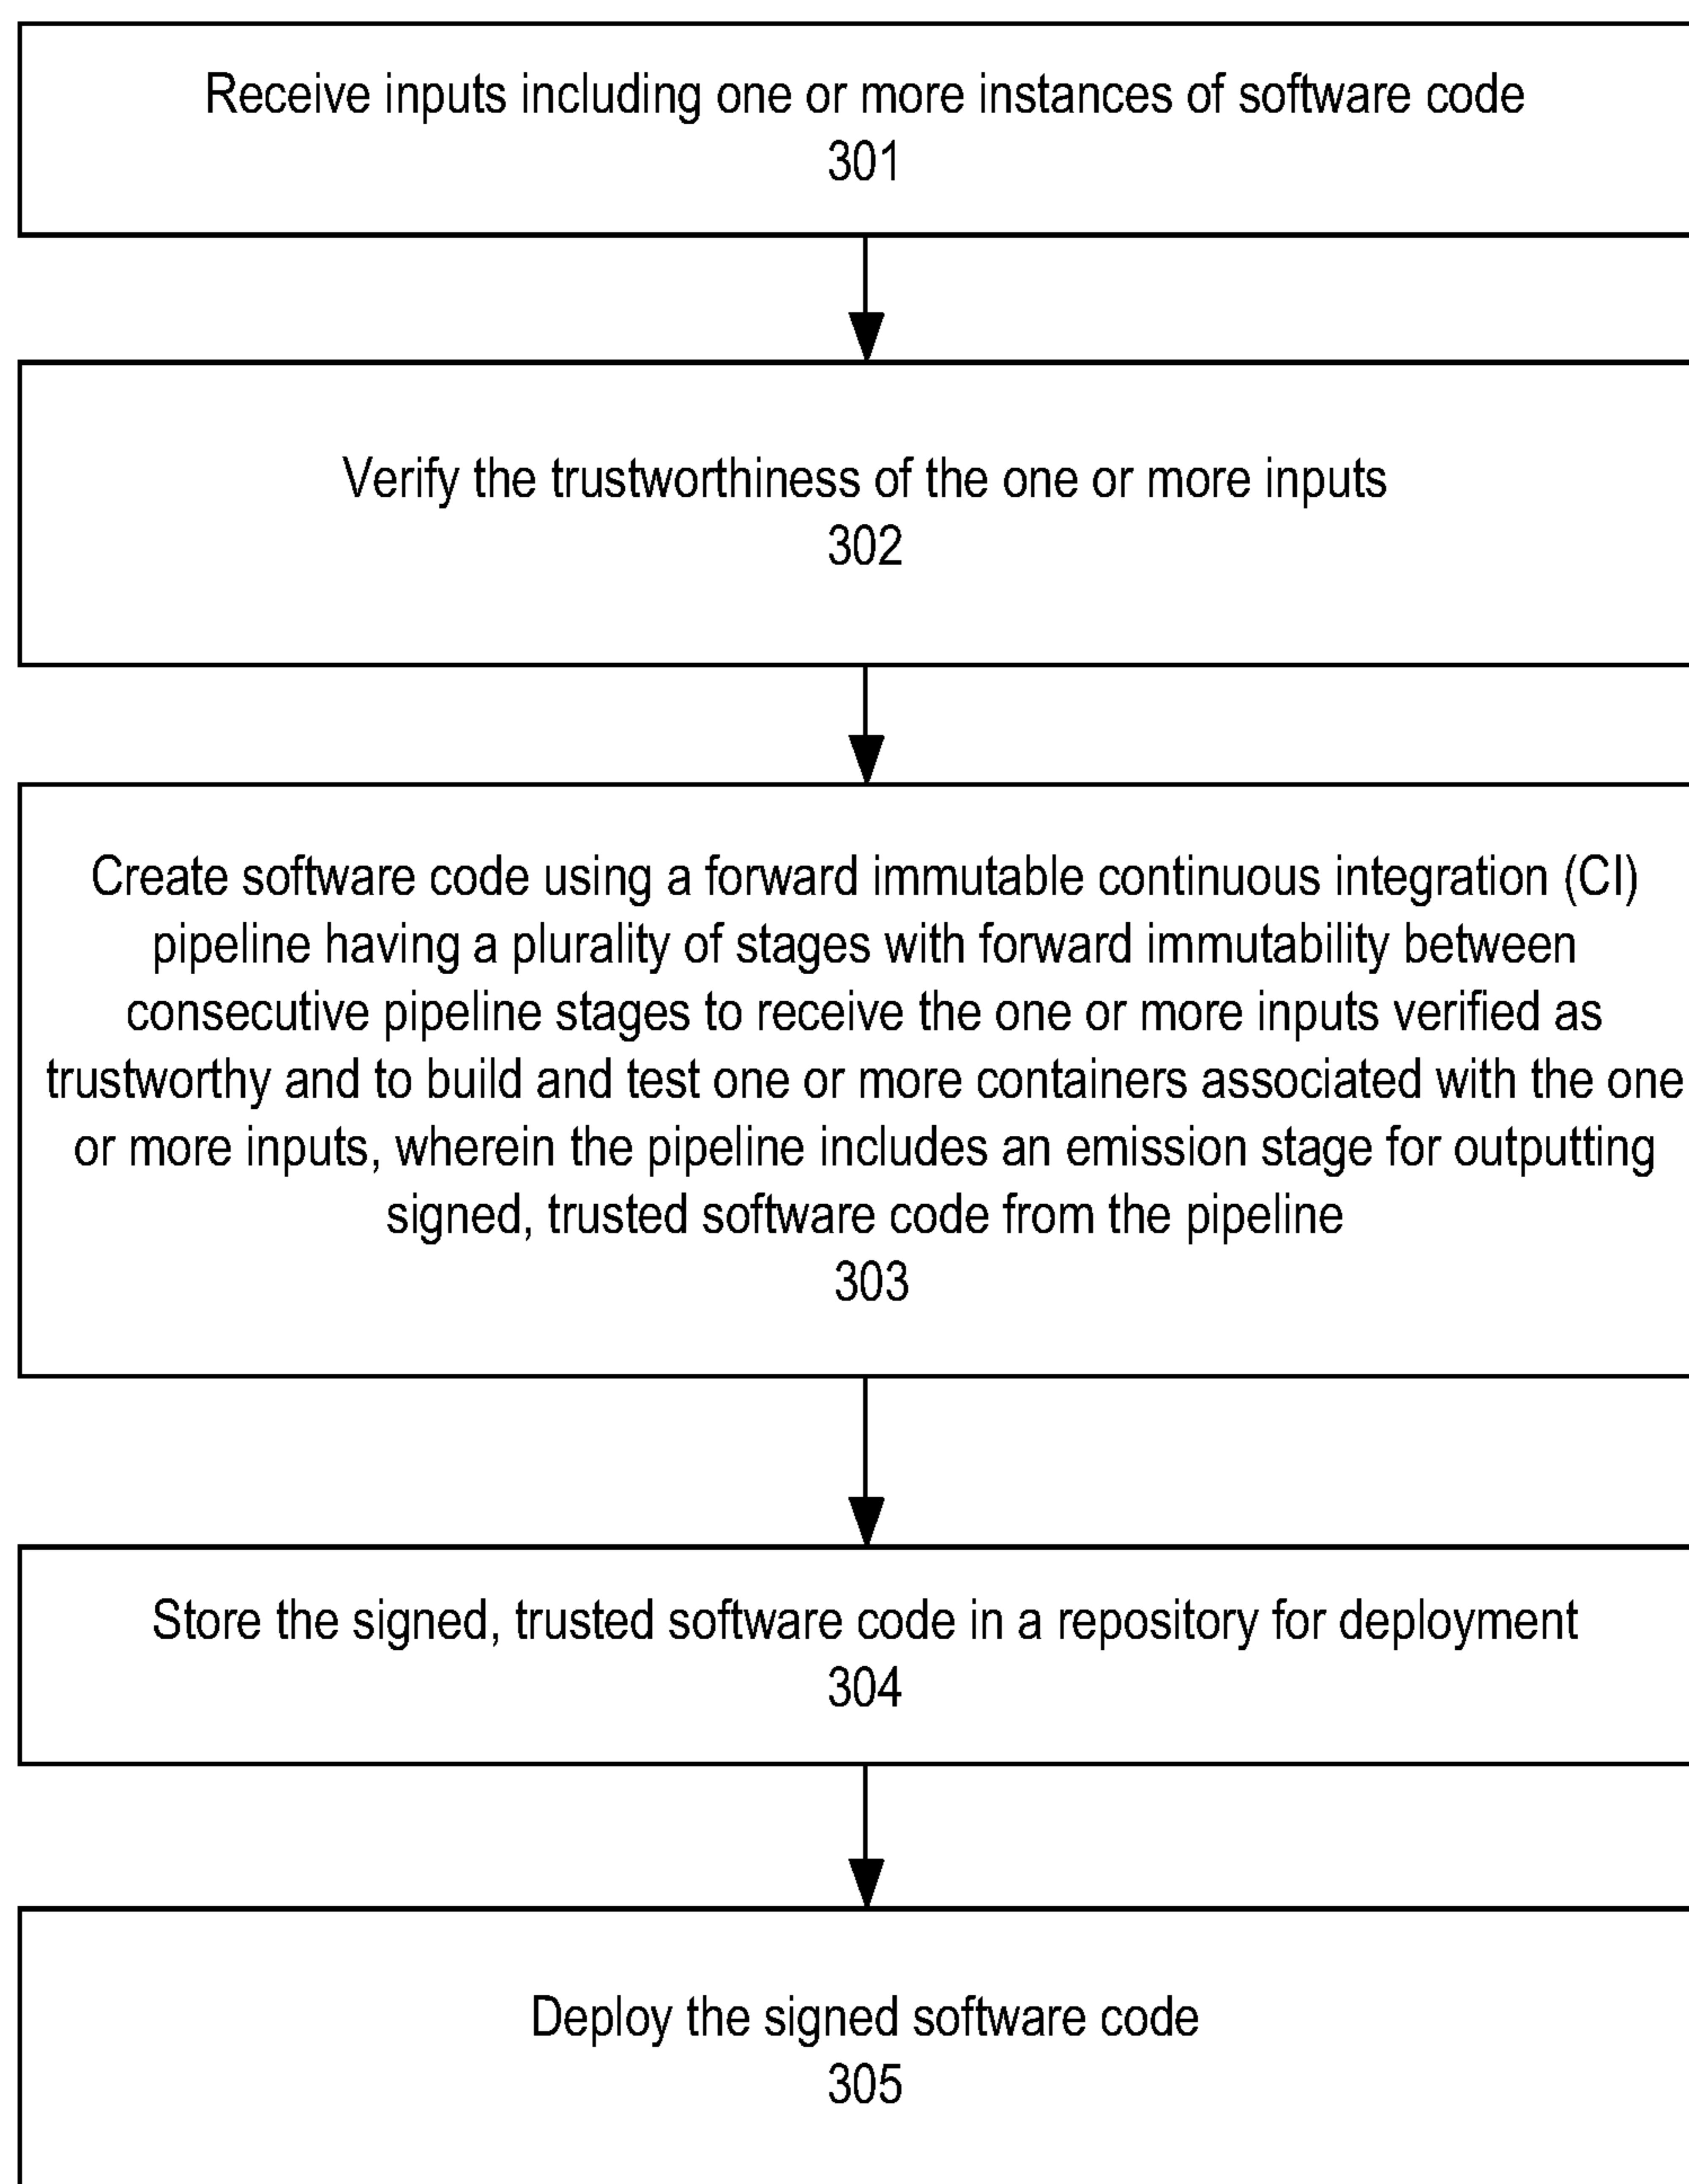 Receive inputs including one or more instances of software code
301
Verify the trustworthiness of the one or more inputs
302
Create software code using a forward immutable continuous integration (CI)
pipeline having a plurality of stages with forward immutability between
consecutive pipeline stages to receive the one or more inputs verified as
trustworthy and to build and test one or more containers associated with the one
or more inputs, wherein the pipeline includes an emission stage for outputting
signed, trusted software code from the pipeline
303
Store the signed, trusted software code in a repository for deployment
304
Deploy the signed software code
305